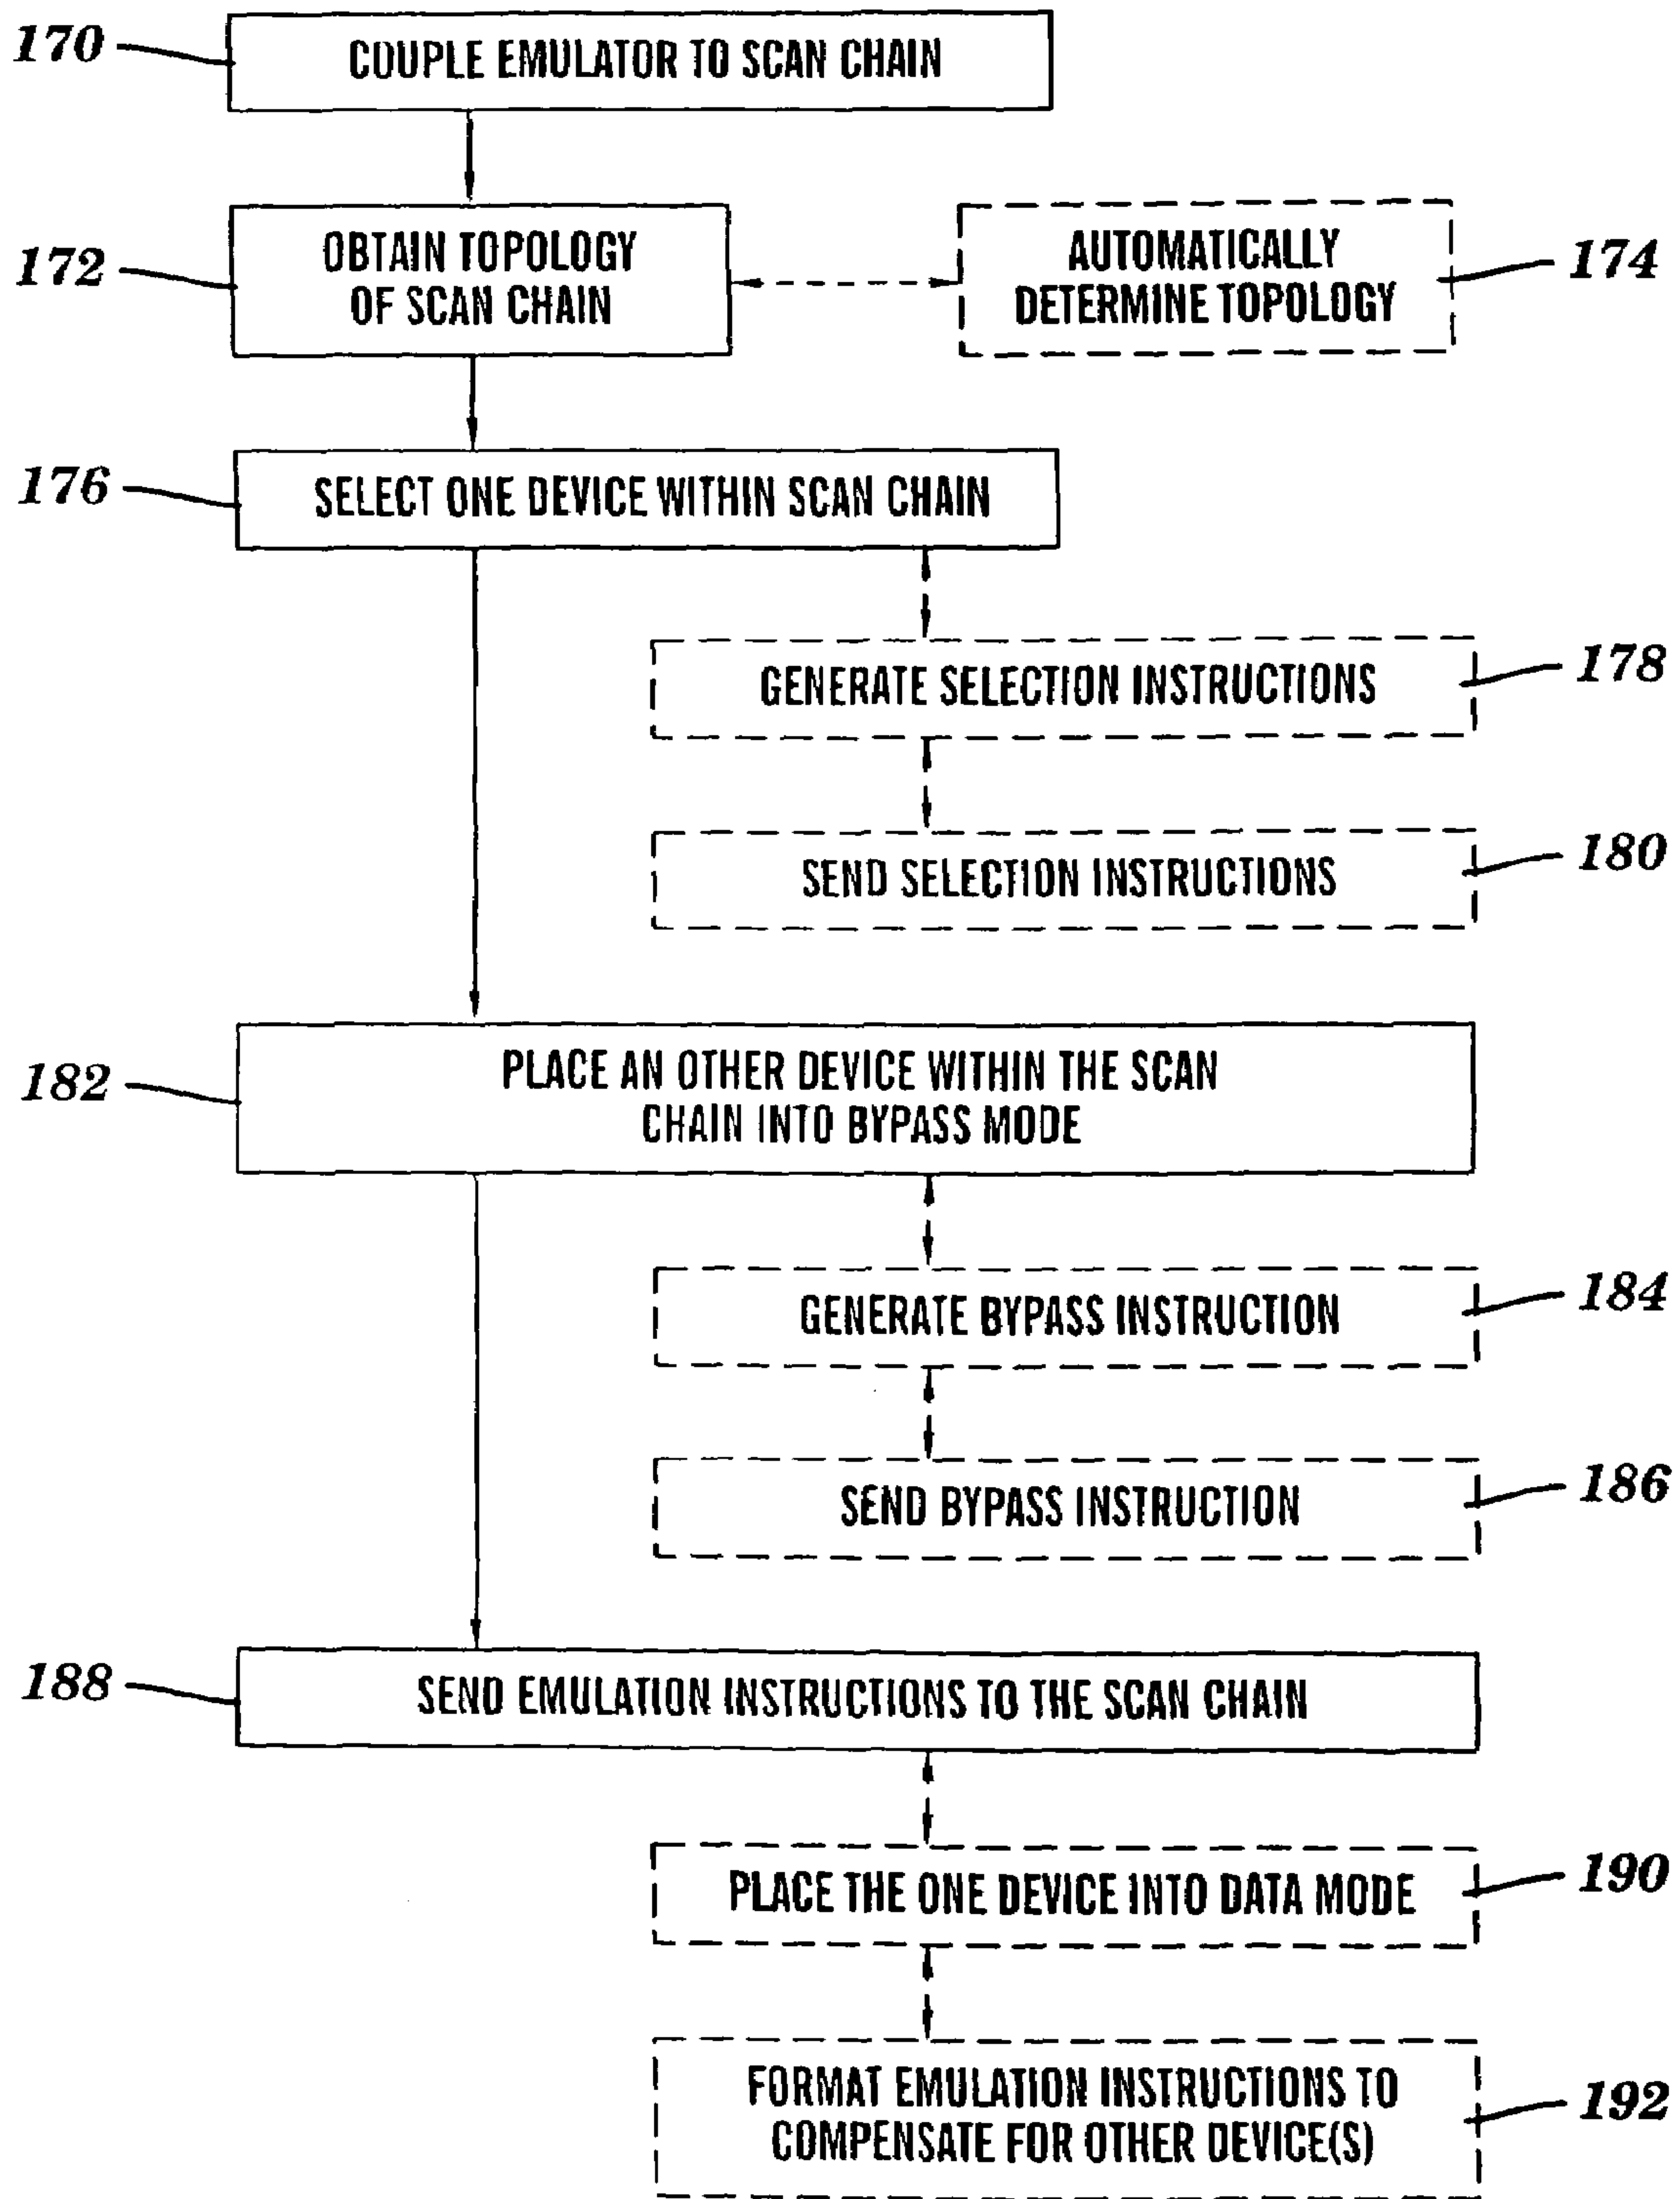 170
COUPLE EMULATOR TO SCAN CHAIN
172
OBTAIN TOPOLOGY
OF SCAN CHAIN
AUTOMATICALLY
DETERMINE TOPOLOGY
174
176
SELECT ONE DEVICE WITHIN SCAN CHAIN
GENERATE SELECTION INSTRUCTIONS
178
SEND SELECTION INSTRUCTIONS
180
182
PLACE AN OTHER DEVICE WITHIN THE SCAN
CHAIN INTO BYPASS MODE
GENERATE BYPASS INSTRUCTION
184
SEND BYPASS INSTRUCTION
186
188
SEND EMULATION INSTRUCTIONS TO THE SCAN CHAIN
PLACE THE ONE DEVICE INTO DATA MODE
190
FORMAT EMULATION INSTRUCTIONS TO
COMPENSATE FOR OTHER DEVICE(S)
192